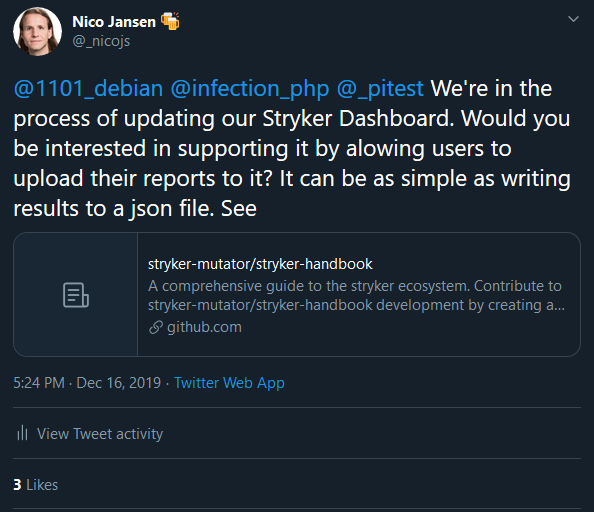 Nico Jansen 🍻
@_nicojs
@1101_debian @infection_php @_pitest We're in the
process of updating our Stryker Dashboard. Would you
be interested in supporting it by alowing users to
upload their reports to it? It can be as simple as writing
results to a json file. See
stryker-mutator/stryker-handbook
A comprehensive guide to the stryker ecosystem. Contribute to
stryker-mutator/stryker-handbook development by creating a...
github.com
5:24 PM · Dec 16, 2019 · Twitter Web App
View Tweet activity
3 Likes